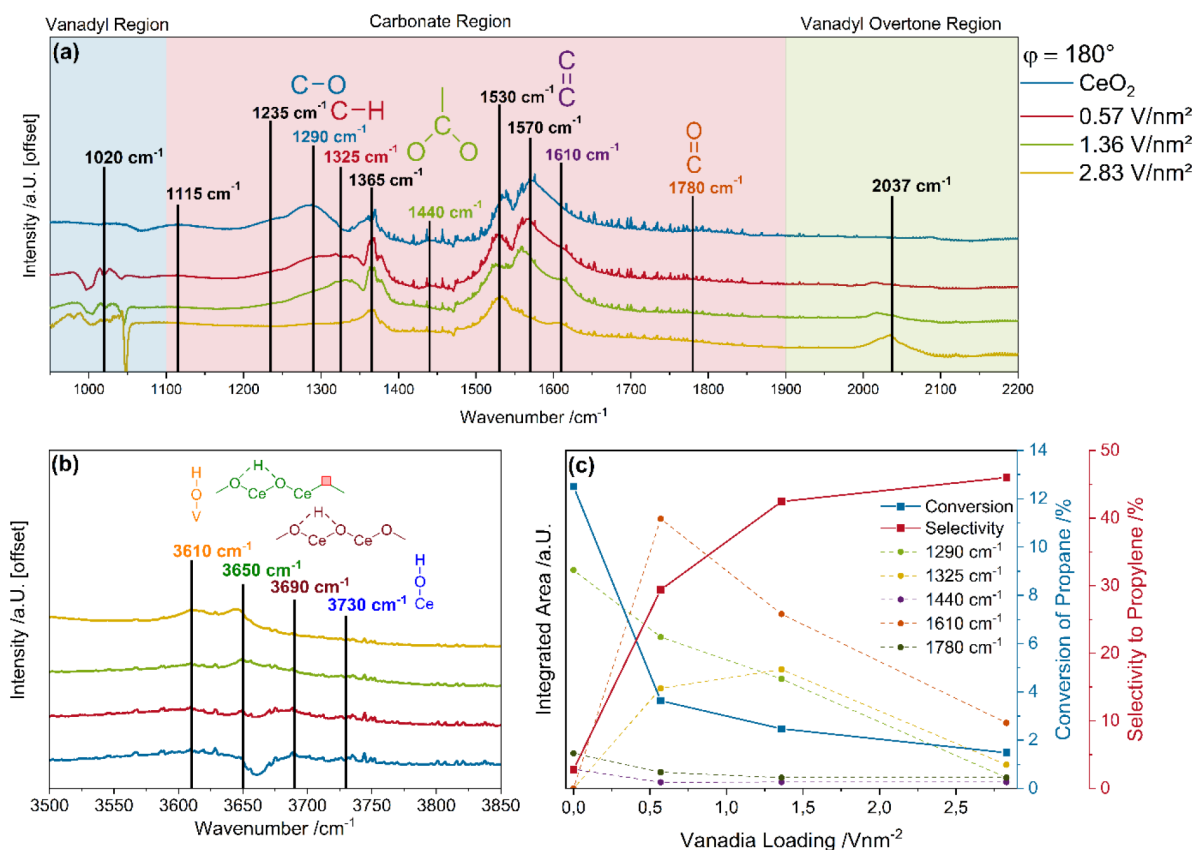 Vanadyl Region
Carbonate Region
Vanadyl Overtone Region
(a)
φ = 180°
CeO₂
0.57 V/nm²
1.36 V/nm²
2.83 V/nm²
C–O
C–H
C
O O
C
C
O
C
1020 cm⁻¹
1115 cm⁻¹
1235 cm⁻¹
1290 cm⁻¹
1325 cm⁻¹
1365 cm⁻¹
1440 cm⁻¹
1530 cm⁻¹
1570 cm⁻¹
1610 cm⁻¹
1780 cm⁻¹
2037 cm⁻¹
Intensity /a.U. [offset]
1000 1100 1200 1300 1400 1500 1600 1700 1800 1900 2000 2100 2200
Wavenumber /cm⁻¹
(b)
H
O
V
H
O O
Ce Ce
H
O O O
Ce Ce
H
O
Ce
3610 cm⁻¹
3650 cm⁻¹
3690 cm⁻¹
3730 cm⁻¹
Intensity /a.U. [offset]
3500 3550 3600 3650 3700 3750 3800 3850
Wavenumber /cm⁻¹
(c)
Conversion
Selectivity
1290 cm⁻¹
1325 cm⁻¹
1440 cm⁻¹
1610 cm⁻¹
1780 cm⁻¹
Integrated Area/a.U.
14
12
10
8
6
4
2
0
Conversion of Propane /%
50
40
30
20
10
0
Selectivity to Propylene /%
0,0 0,5 1,0 1,5 2,0 2,5
Vanadia Loading /Vnm⁻²